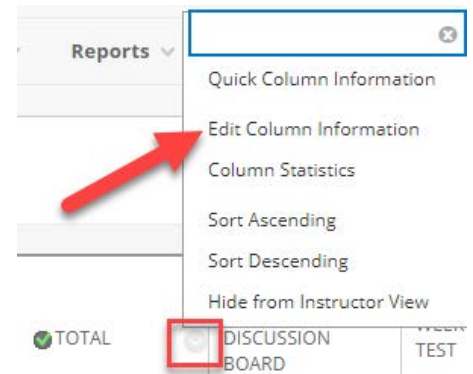 Reports
Quick Column Information
Edit Column Information
Column Statistics
Sort Ascending
Sort Descending
Hide from Instructor View
TOTAL
DISCUSSION
BOARD
TEST